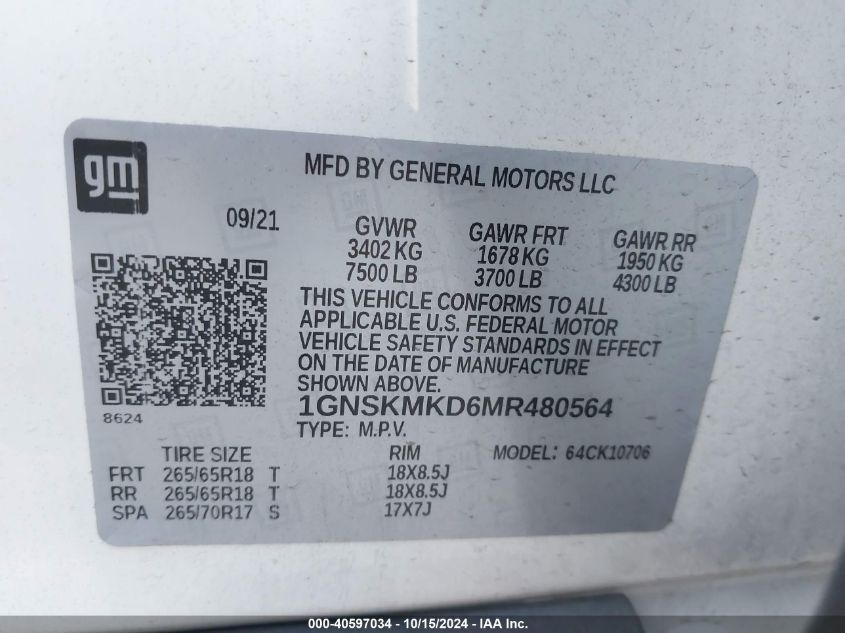 gm
MFD BY GENERAL MOTORS LLC
09/21
GVWR
3402 KG
7500 LB
GAWR FRT
1678 KG
3700 LB
GAWR RR
1950 KG
4300 LB
THIS VEHICLE CONFORMS TO ALL
APPLICABLE U.S. FEDERAL MOTOR
VEHICLE SAFETY STANDARDS IN EFFECT
ON THE DATE OF MANUFACTURE
SHOWN ABOVE.
8624
1GNSKMKD6MR480564
TYPE: M.P.V.
TIRE SIZE RIM MODEL: 64CK10706
FRT 265/65R18 T 18X8.5J
RR 265/65R18 T 18X8.5J
SPA 265/70R17 S 17X7J
000-40597034 - 10/15/2024 - IAA Inc.